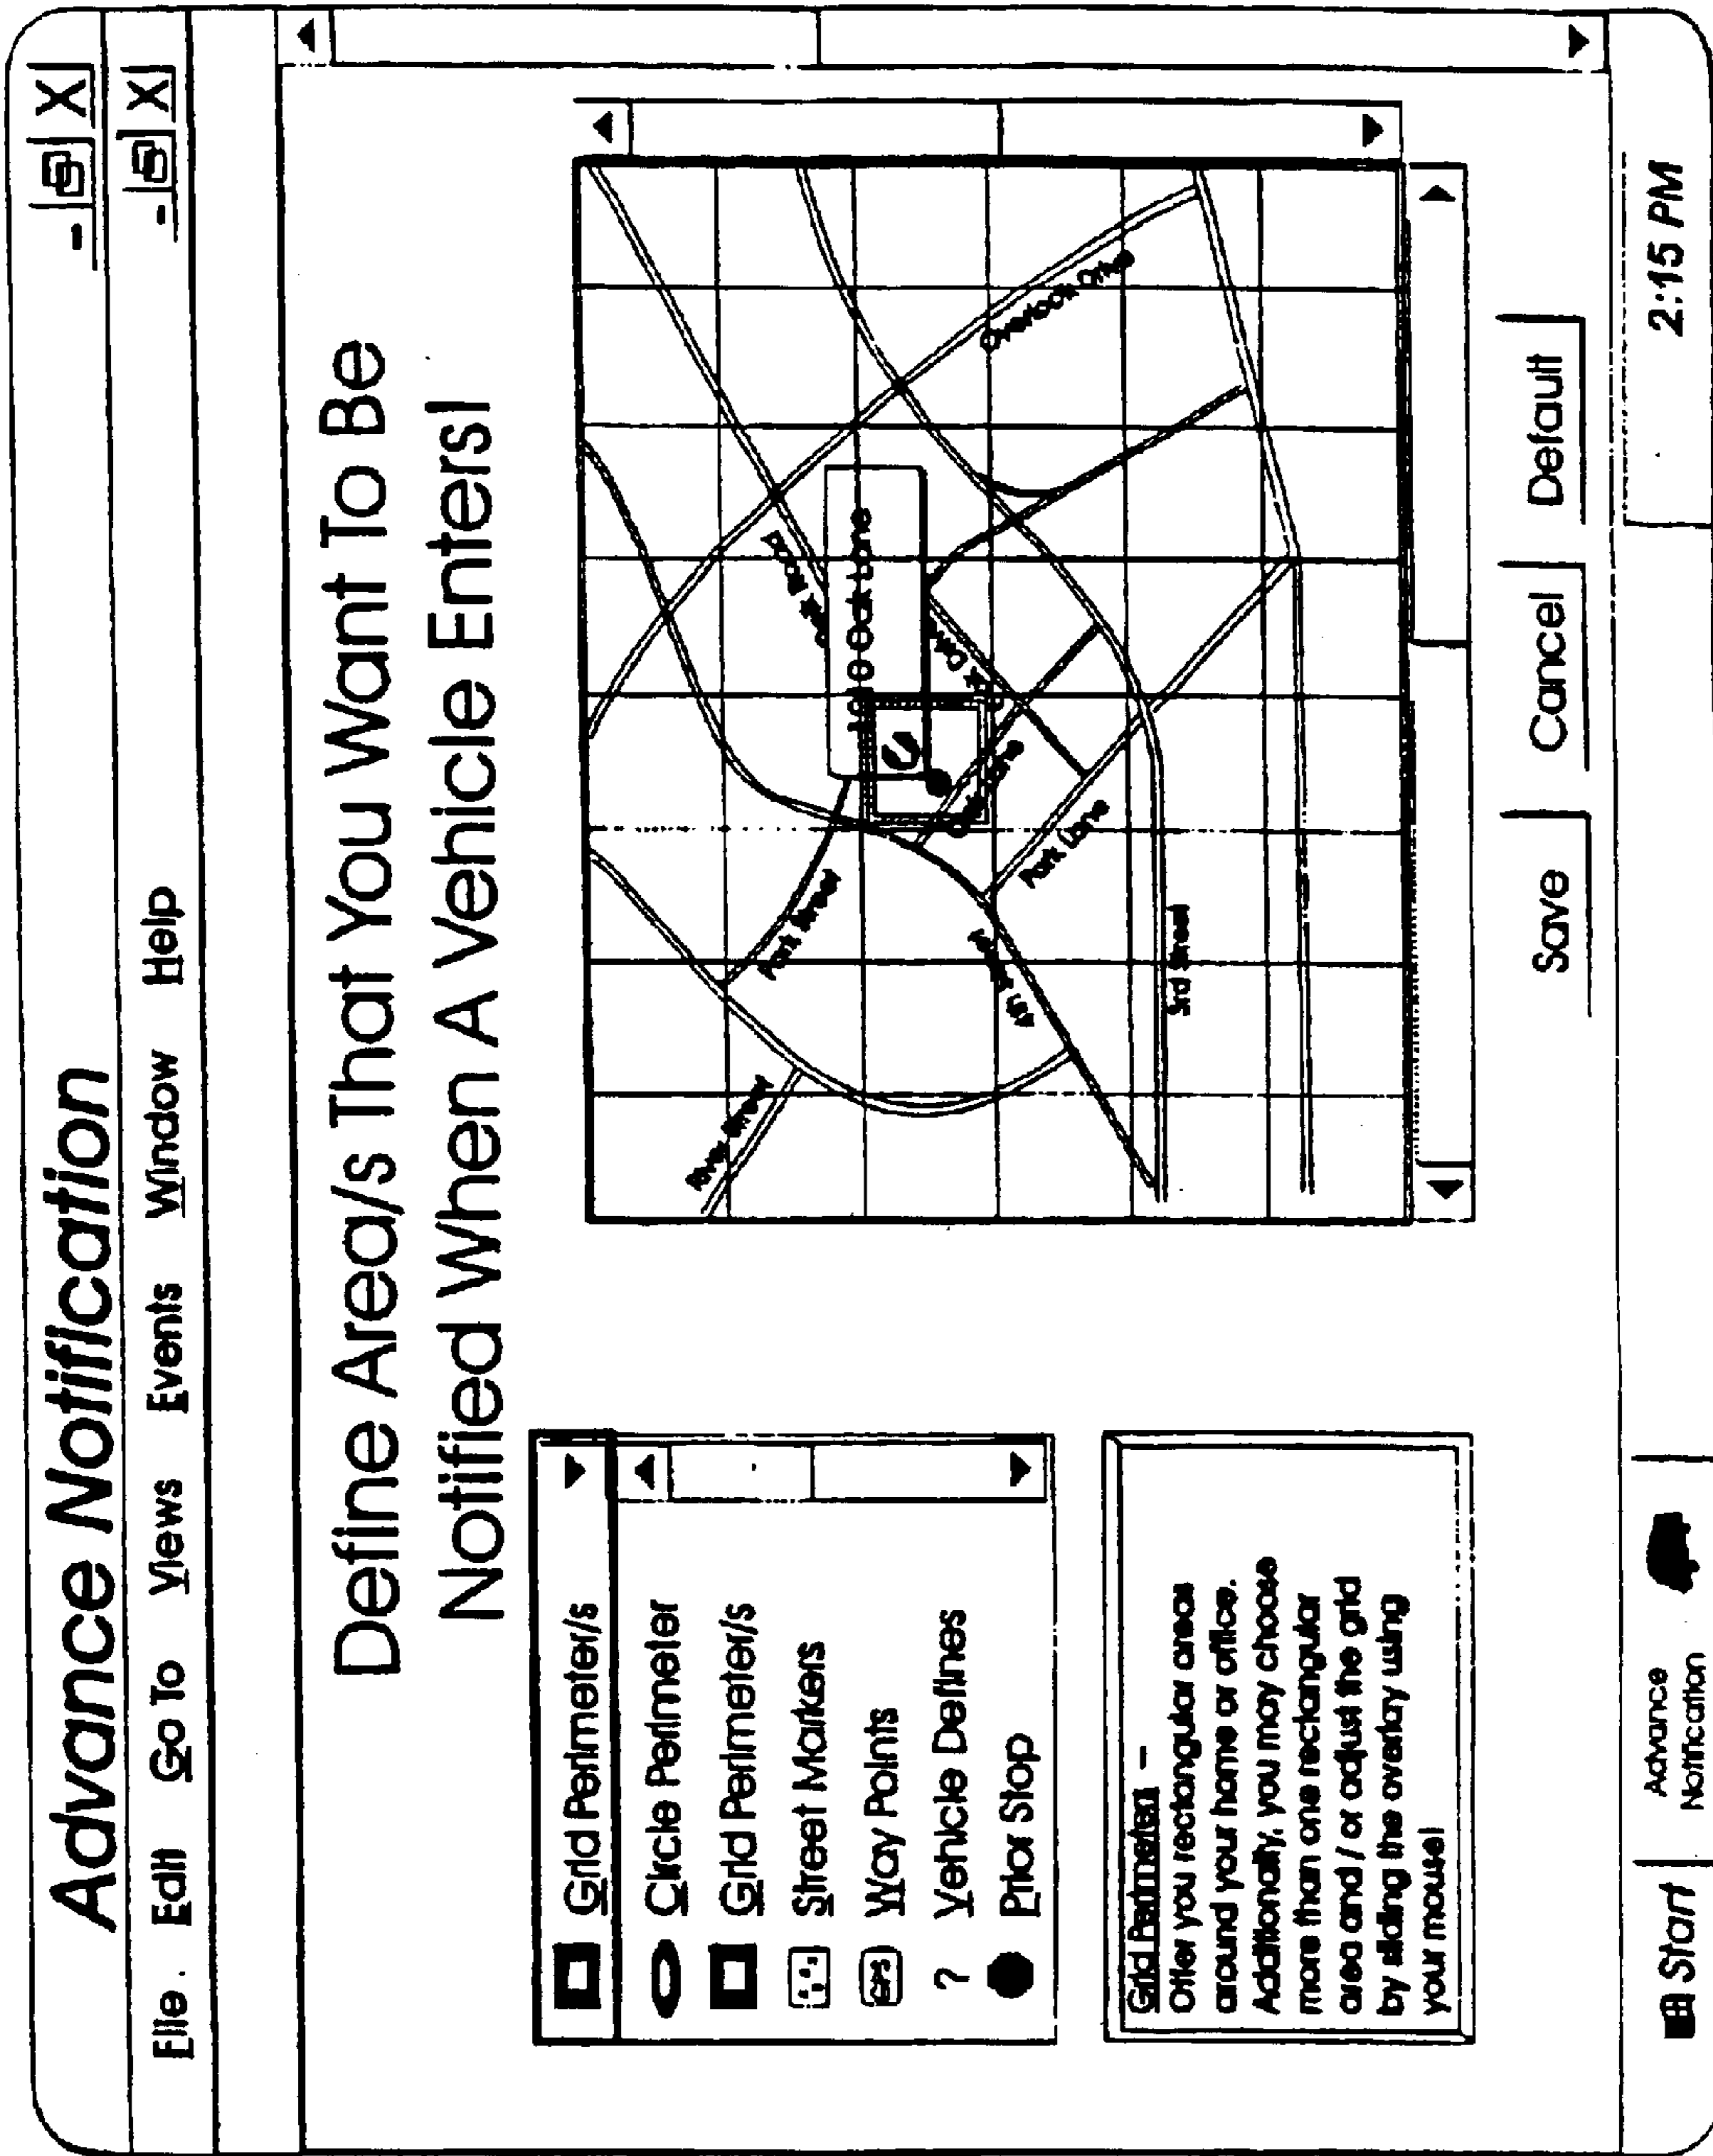 Advance Notification
- X
File. Edit Go To Views Events Window Help
- X
Define Area/s That You Want To Be
Notified When A Vehicle Enters!
Grid Perimeter/s
Circle Perimeter
Grid Perimeter/s
Street Markers
GPS Way Points
? Vehicle Defines
Prior Stop
Grid Perimeters –
Offer you rectangular areas
around your home or office.
Additionally, you may choose
more than one rectangular
area and / or adjust the grid
by sliding the overlay using
your mouse!
River Street
Park Street
Oak Lane
Overlook Drive
Park Lane
3rd Street
Save Cancel Default
Start
Advance
Notification
2:15 PM